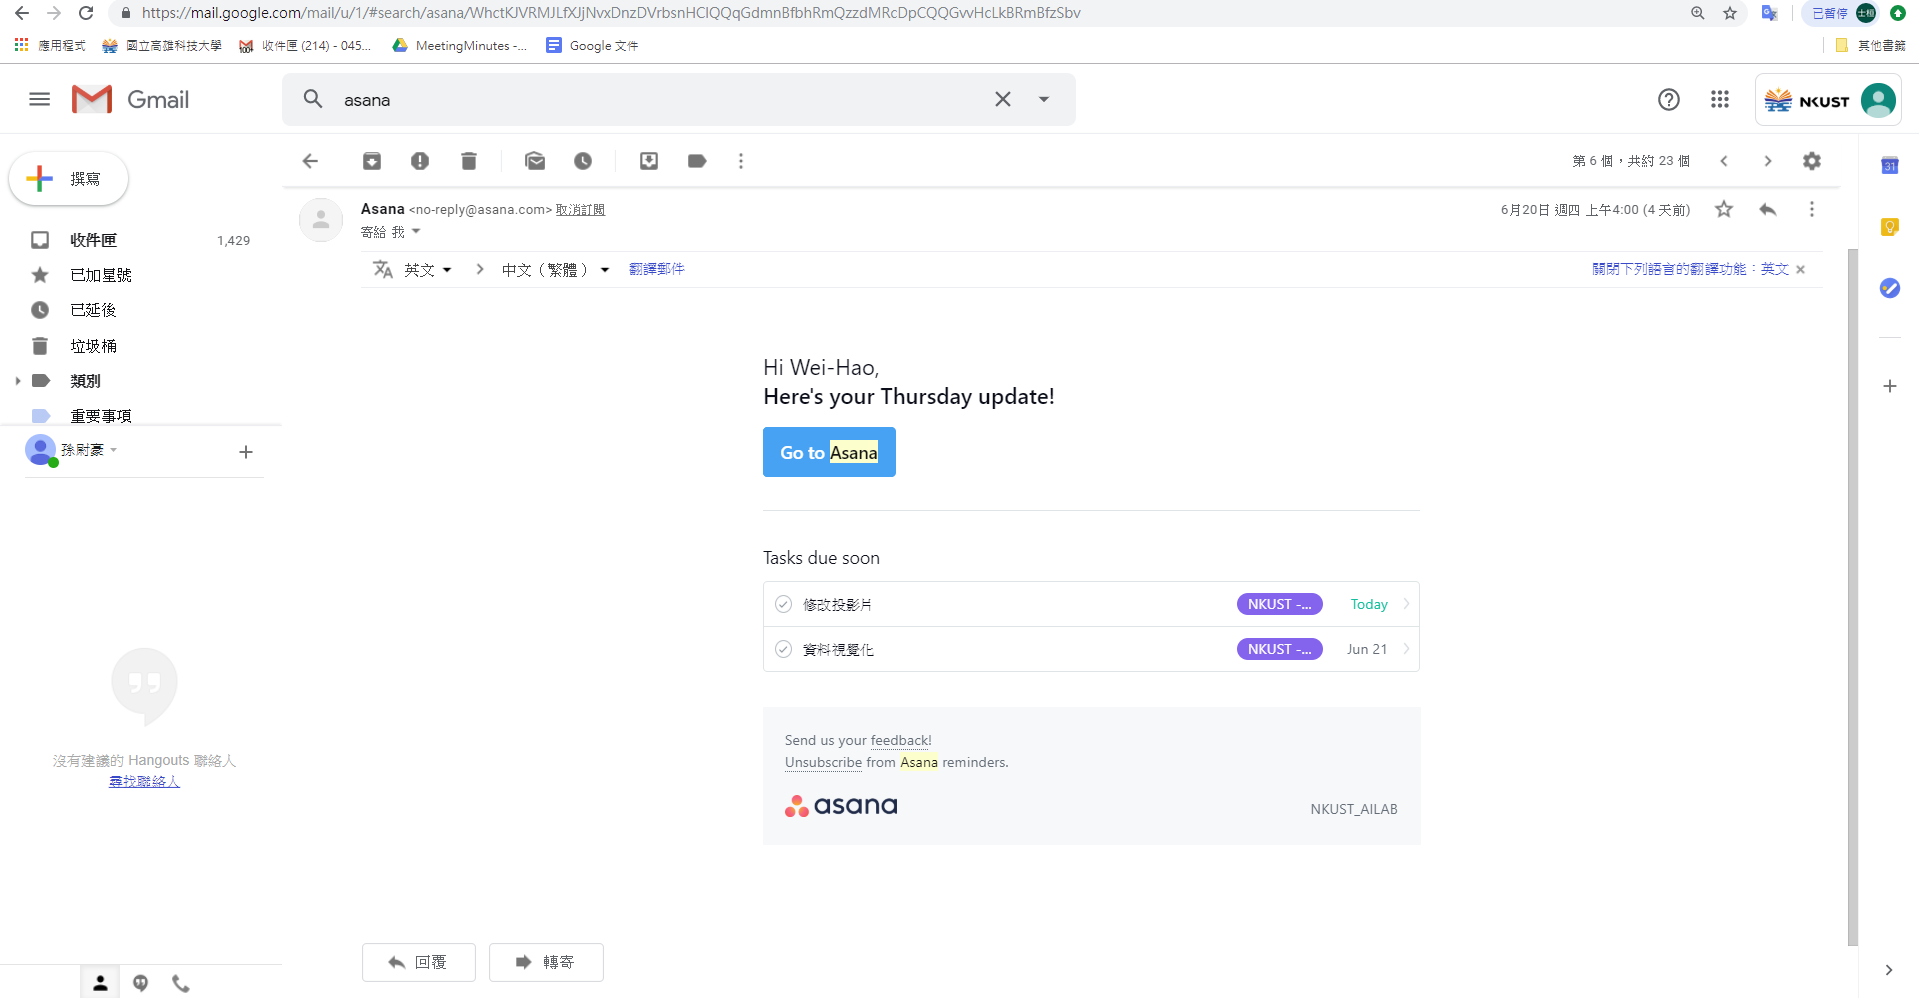 https://mail.google.com/mail/u/1/#search/asana/WhctKJVRMJLfXJjNvxDnzDVrbsnHCIQQqGdmnBfbhRmQzzdMRcDpCQQGvvHcLkBRmBfzSbv
已暫停 士桓
應用程式 國立高雄科技大學 收件匣 (214) - 045... MeetingMinutes -... Google 文件 其他書籤
Gmail
asana
NKUST
撰寫
第 6 個，共約 23 個
31
Asana <no-reply@asana.com> 取消訂閱
6月20日 週四 上午4:00 (4 天前)
寄給 我
收件匣 1,429
已加星號
已延後
垃圾桶
類別
重要事項
英文 中文（繁體） 翻譯郵件
關閉下列語言的翻譯功能：英文
Hi Wei-Hao,
Here's your Thursday update!
Go to Asana
Tasks due soon
修改投影片 NKUST -... Today
資料視覺化 NKUST -... Jun 21
Send us your feedback!
Unsubscribe from Asana reminders.
asana
NKUST_AILAB
沒有建議的 Hangouts 聯絡人
尋找聯絡人
回覆
轉寄